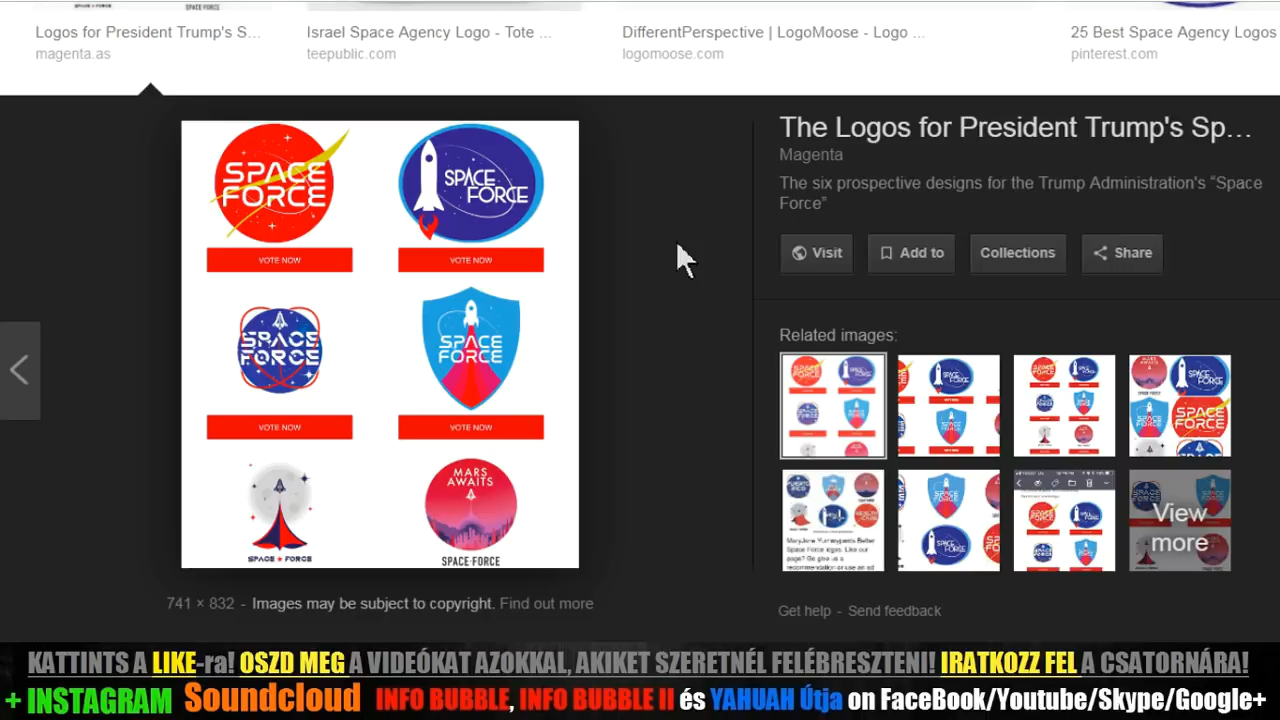 Logos for President Trump's S...
magenta.as
Israel Space Agency Logo - Tote ...
teepublic.com
DifferentPerspective | LogoMoose - Logo ...
logomoose.com
25 Best Space Agency Logos
pinterest.com
SPACE
FORCE
VOTE NOW
SPACE
FORCE
VOTE NOW
SPACE
FORCE
VOTE NOW
SPACE
FORCE
VOTE NOW
SPACE FORCE
MARS
AWAITS
SPACE-FORCE
741 × 832 - Images may be subject to copyright. Find out more
The Logos for President Trump's Sp...
Magenta
The six prospective designs for the Trump Administration's “Space
Force”
Visit
Add to
Collections
Share
Related images:
View
more
Get help - Send feedback
KATTINTS A LIKE-ra! OSZD MEG A VIDEÓKAT AZOKKAL, AKIKET SZERETNÉL FELÉBRESZTENI! IRATKOZZ FEL A CSATORNÁRA!
+ INSTAGRAM Soundcloud INFO BUBBLE, INFO BUBBLE II és YAHUAH Útja on FaceBook/Youtube/Skype/Google+